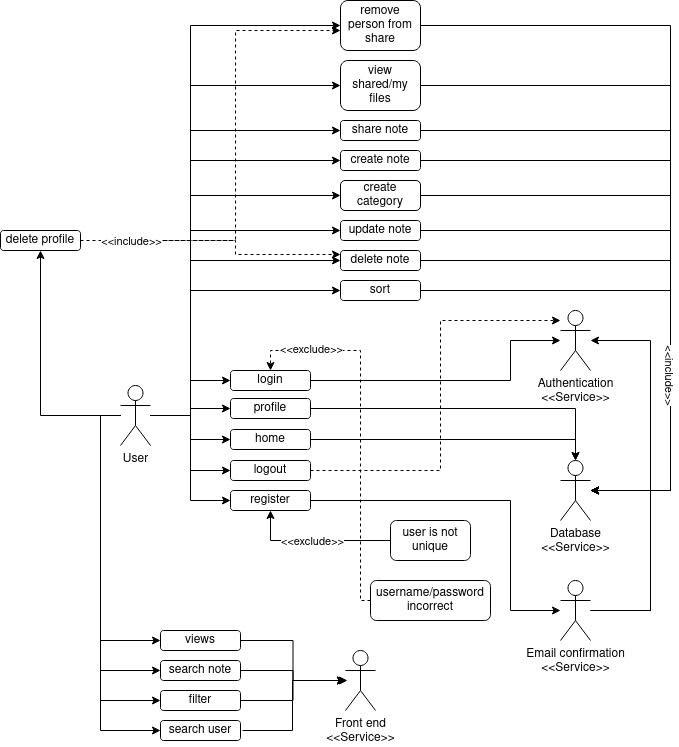 remove
person from
share
view
shared/my
files
share note
create note
create
category
update note
delete profile
<<include>>
delete note
sort
<<exclude>>
<<include>>
login
Authentication
<<Service>>
profile
home
User
logout
register
user is not
unique
<<exclude>>
Database
<<Service>>
username/password
incorrect
Email confirmation
<<Service>>
views
search note
filter
search user
Front end
<<Service>>